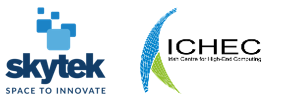 skytek
SPACE TO INNOVATE
ICHEC
Irish Centre for High-End Computing